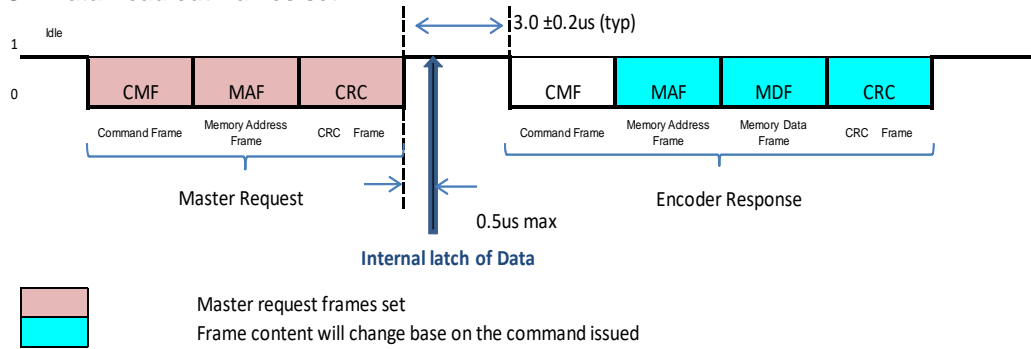 3.0 ±0.2us (typ)
Idle
1
0
CMF MAF CRC CMF MAF MDF CRC
Command Frame Memory Address Frame CRC Frame Command Frame Memory Address Frame Memory Data Frame CRC Frame
Master Request Encoder Response
0.5us max
Internal latch of Data
Master request frames set
Frame content will change base on the command issued